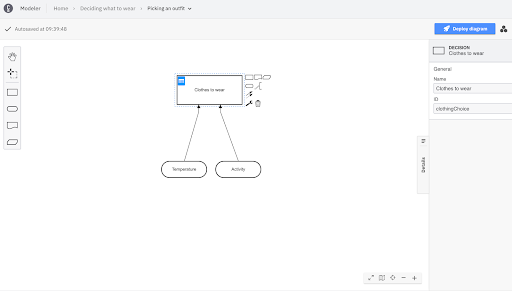 Modeler Home > Deciding what to wear > Picking an outfit
Autosaved at 09:39:48
Deploy diagram
DECISION
Clothes to wear
General
Name
Clothes to wear
ID
clothingChoice
Clothes to wear
Temperature
Activity
Details